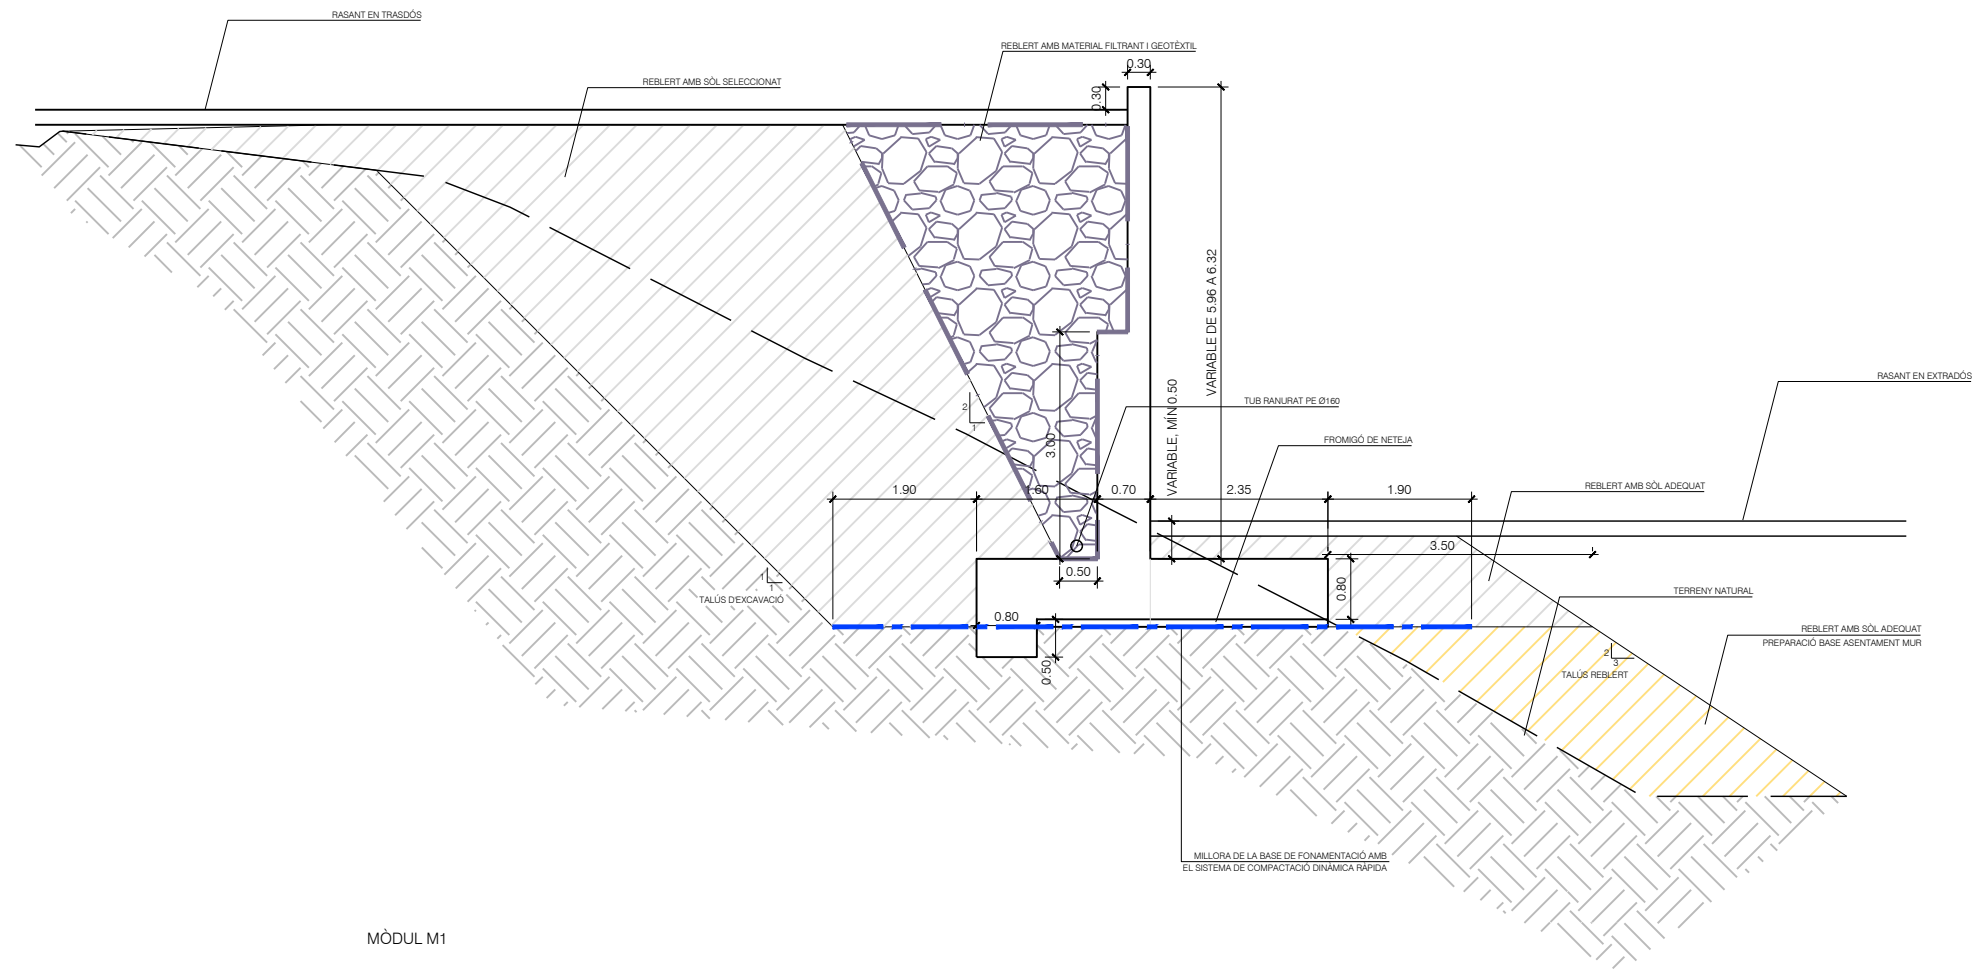 RASANT EN TRASDÓS
REBLERT AMB MATERIAL FILTRANT I GEOTÈXTIL
0.30
REBLERT AMB SÒL SELECCIONAT
0.30
VARIABLE DE 5.96 A 6.32
RASANT EN EXTRADÓS
VARIABLE, MÍN 0.50
TUB RANURAT PE Ø160
2
1
3.00
FROMIGÓ DE NETEJA
1.90
1.60
0.70
2.35
1.90
REBLERT AMB SÒL ADEQUAT
3.50
1
1
0.50
0.80
TALÚS D'EXCAVACIÓ
TERRENY NATURAL
0.80
REBLERT AMB SÒL ADEQUAT
PREPARACIÓ BASE ASENTAMENT MUR
2
3
0.50
TALÚS REBLERT
MILLORA DE LA BASE DE FONAMENTACIÓ AMB
EL SISTEMA DE COMPACTACIÓ DINÀMICA RÀPIDA
MÒDUL M1